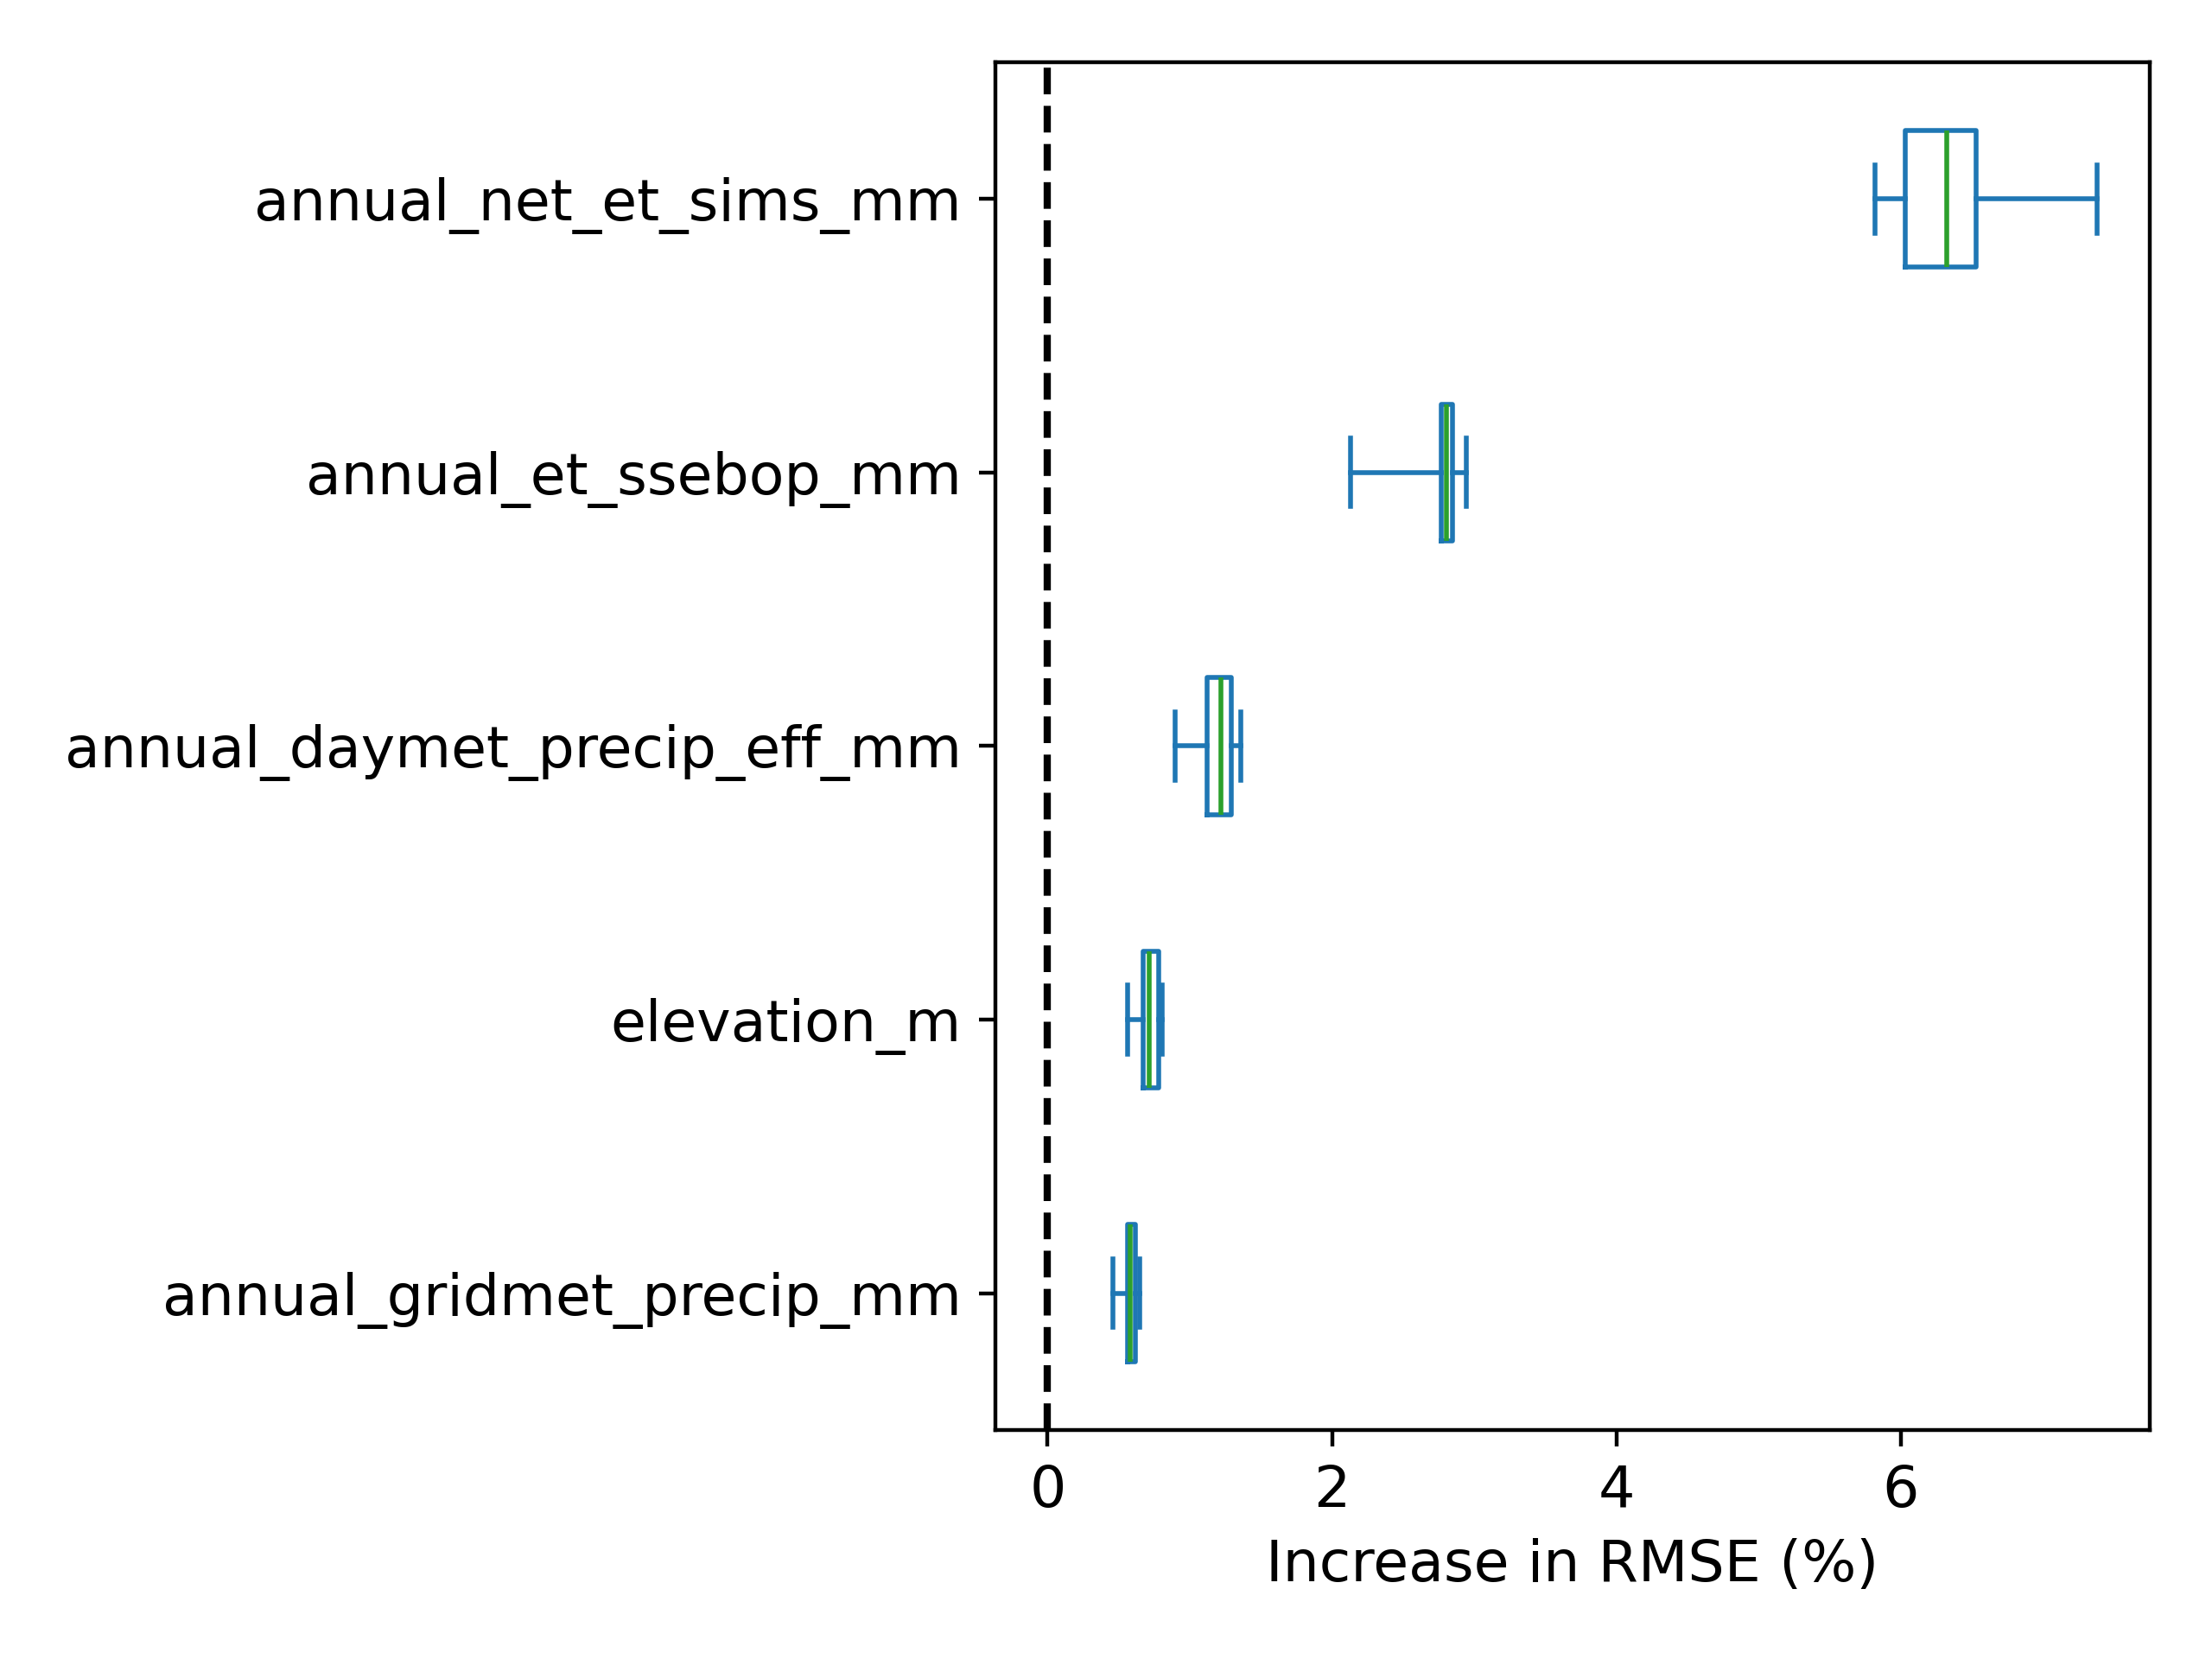 annual_net_et_sims_mm
annual_et_ssebop_mm
annual_daymet_precip_eff_mm
elevation_m
annual_gridmet_precip_mm
0 2 4 6
Increase in RMSE (%)